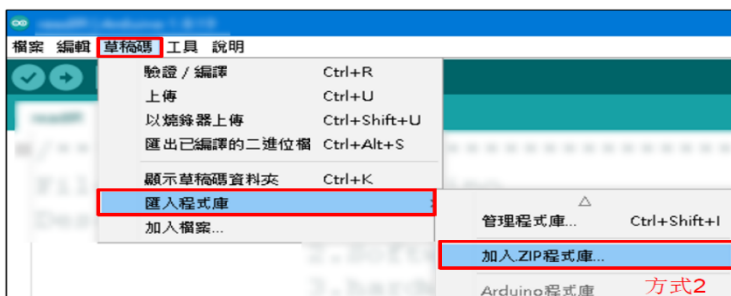 檔案 編輯 草稿碼 工具 說明
驗證 / 編譯 Ctrl+R
上傳 Ctrl+U
以燒錄器上傳 Ctrl+Shift+U
匯出已編譯的二進位檔 Ctrl+Alt+S
顯示草稿碼資料夾 Ctrl+K
匯入程式庫
加入檔案...
管理程式庫... Ctrl+Shift+I
加入.ZIP程式庫...
Arduino程式庫
方式2